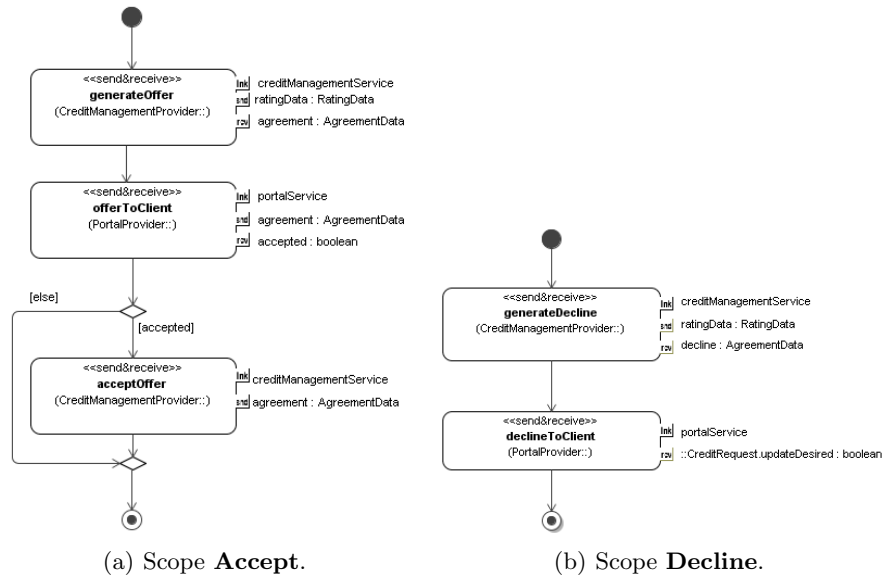 <<send&receive>>
generateOffer
(CreditManagementProvider::)
lnk creditManagementService
snd ratingData : RatingData
rcv agreement : AgreementData
<<send&receive>>
offerToClient
(PortalProvider::)
lnk portalService
snd agreement : AgreementData
rcv accepted : boolean
[else]
[accepted]
<<send&receive>>
acceptOffer
(CreditManagementProvider::)
lnk creditManagementService
snd agreement : AgreementData
(a) Scope Accept.
<<send&receive>>
generateDecline
(CreditManagementProvider::)
lnk creditManagementService
snd ratingData : RatingData
rcv decline : AgreementData
<<send&receive>>
declineToClient
(PortalProvider::)
lnk portalService
rcv ::CreditRequest.updateDesired : boolean
(b) Scope Decline.